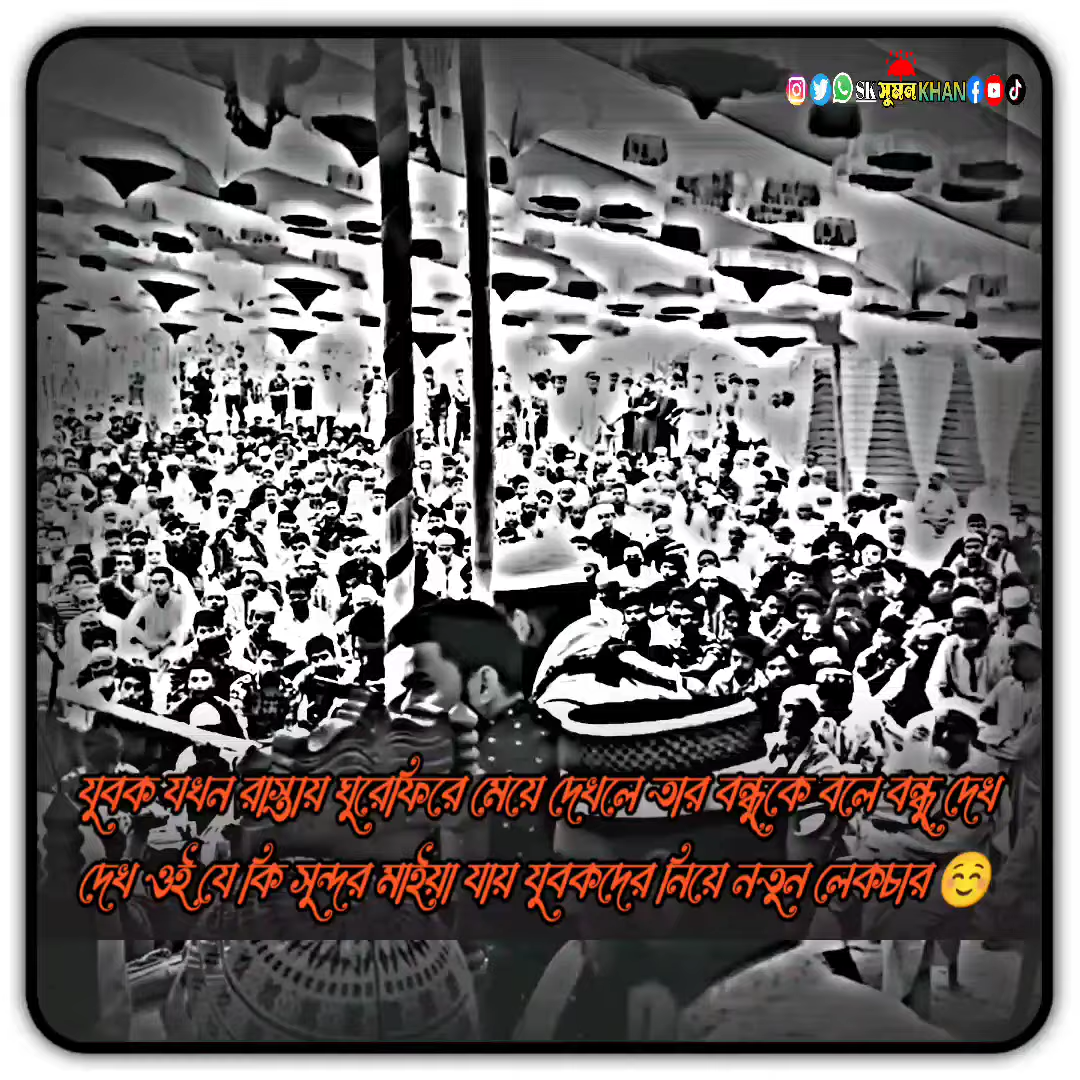 SK সুমন KHAN
যুবক যখন রাস্তায় ঘুরেফিরে মেয়ে দেখলে তার বন্ধুকে বলে বন্ধু দেখ
দেখ ওই যে কি সুন্দর মাইয়া যায় যুবকদের নিয়ে নতুন লেকচার ☺️